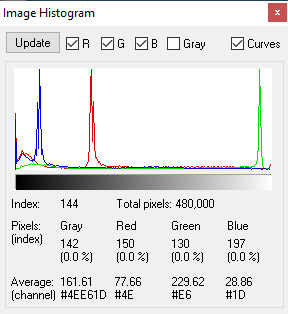 Image Histogram x
Update R G B Gray Curves
Index: 144 Total pixels: 480,000
Pixels: Gray Red Green Blue
(index) 142 150 130 197
(0.0 %) (0.0 %) (0.0 %) (0.0 %)
Average: 161.61 77.66 229.62 28.86
(channel) #4EE61D #4E #E6 #1D